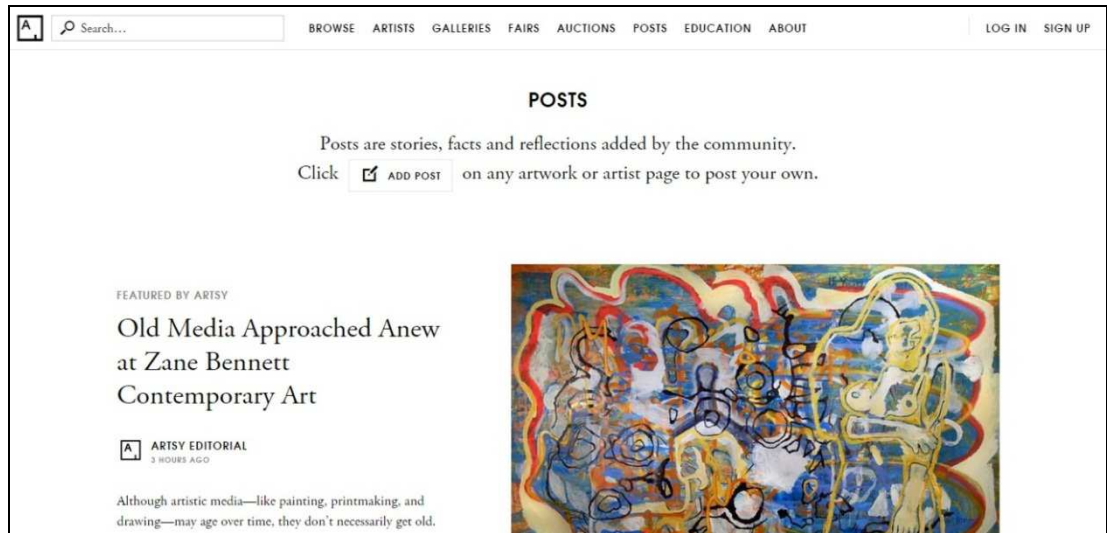 A
Search...
BROWSE ARTISTS GALLERIES FAIRS AUCTIONS POSTS EDUCATION ABOUT
LOG IN SIGN UP
POSTS
Posts are stories, facts and reflections added by the community.
Click ADD POST on any artwork or artist page to post your own.
FEATURED BY ARTSY
Old Media Approached Anew
at Zane Bennett
Contemporary Art
A
ARTSY EDITORIAL
3 HOURS AGO
Although artistic media—like painting, printmaking, and
drawing—may age over time, they don't necessarily get old.